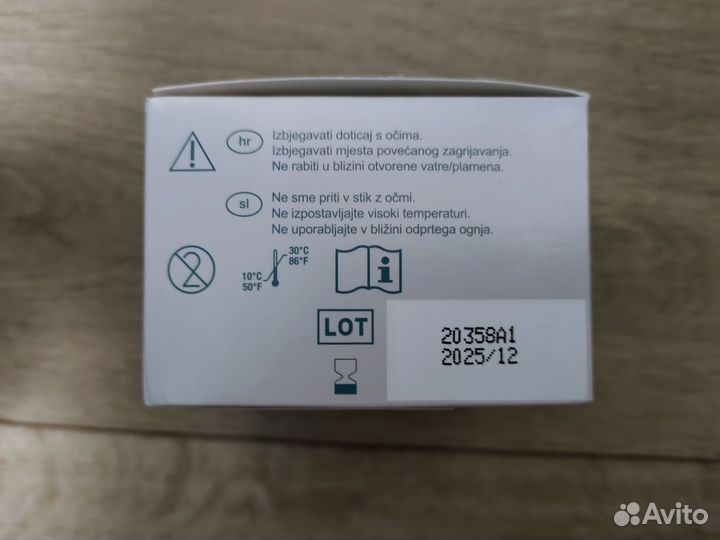 hr
Izbjegavati doticaj s očima.
Izbjegavati mjesta povećanog zagrijavanja.
Ne rabiti u blizini otvorene vatre/plamena.
sl
Ne sme priti v stik z očmi.
Ne izpostavljajte visoki temperaturi.
Ne uporabljajte v bližini odprtega ognja.
2
30°C
86°F
10°C
50°F
i
LOT
20358A1
2025/12
Avito